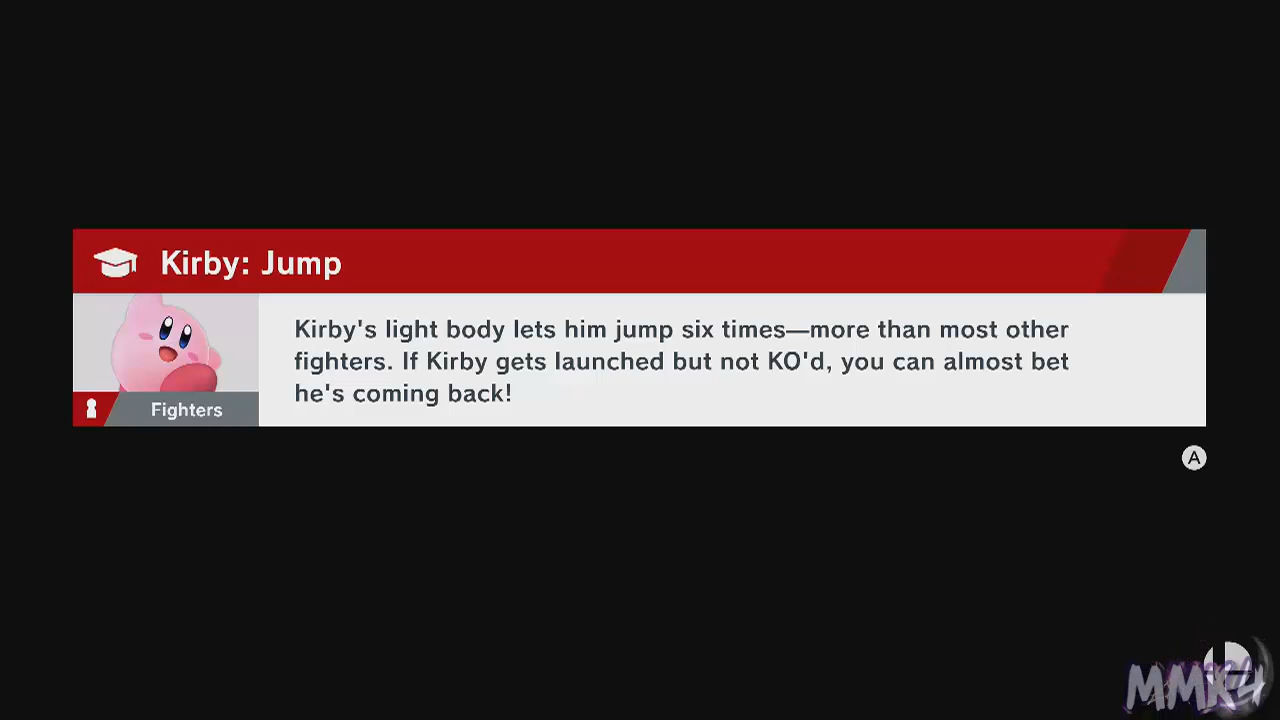 Kirby: Jump
Kirby's light body lets him jump six times—more than most other
fighters. If Kirby gets launched but not KO'd, you can almost bet
he's coming back!
Fighters
A
MMK4